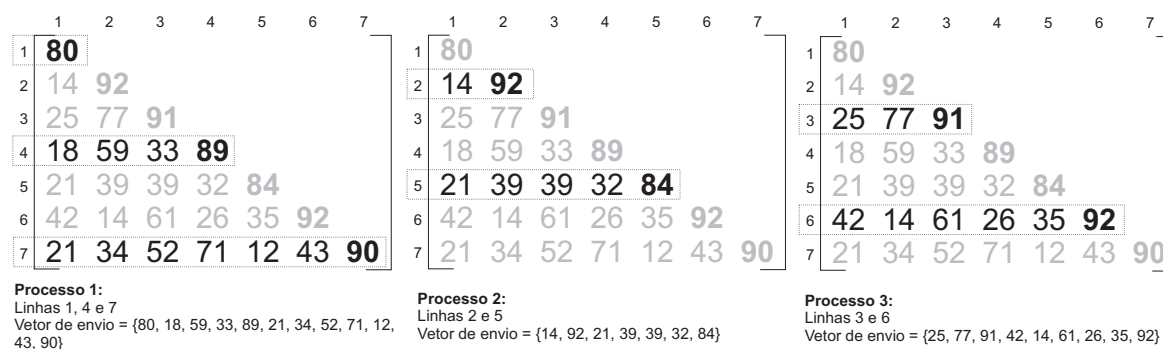 1 2 3 4 5 6 7
1 80
2 14 92
3 25 77 91
4 18 59 33 89
5 21 39 39 32 84
6 42 14 61 26 35 92
7 21 34 52 71 12 43 90
Processo 1:
Linhas 1, 4 e 7
Vetor de envio = {80, 18, 59, 33, 89, 21, 34, 52, 71, 12,
43, 90}
1 2 3 4 5 6 7
1 80
2 14 92
3 25 77 91
4 18 59 33 89
5 21 39 39 32 84
6 42 14 61 26 35 92
7 21 34 52 71 12 43 90
Processo 2:
Linhas 2 e 5
Vetor de envio = {14, 92, 21, 39, 39, 32, 84}
1 2 3 4 5 6 7
1 80
2 14 92
3 25 77 91
4 18 59 33 89
5 21 39 39 32 84
6 42 14 61 26 35 92
7 21 34 52 71 12 43 90
Processo 3:
Linhas 3 e 6
Vetor de envio = {25, 77, 91, 42, 14, 61, 26, 35, 92}